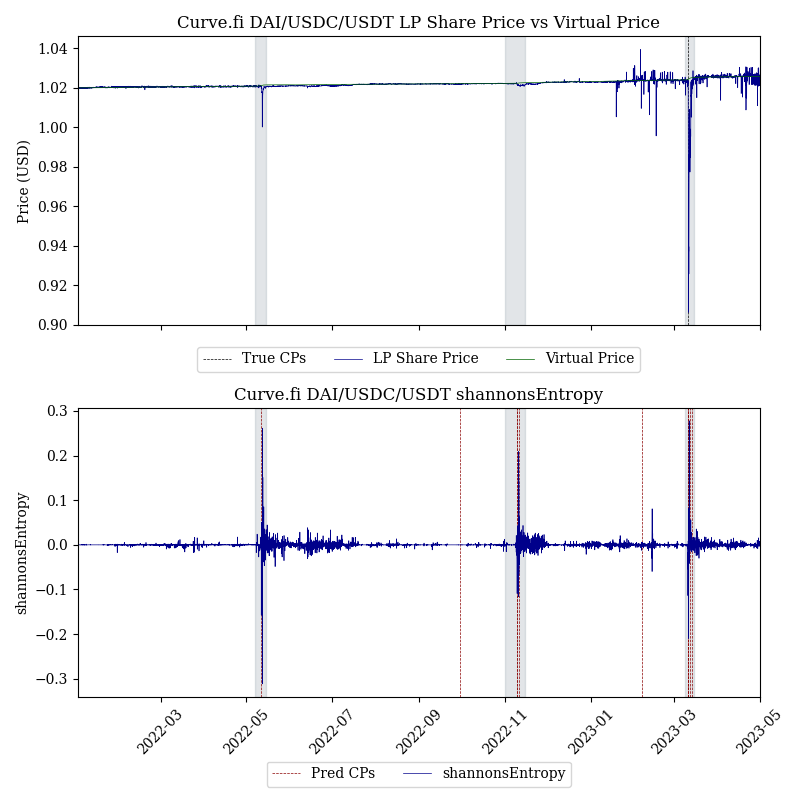 Curve.fi DAI/USDC/USDT LP Share Price vs Virtual Price
1.04
1.02
1.00
0.98
0.96
0.94
0.92
0.90
Price (USD)
True CPs LP Share Price Virtual Price
Curve.fi DAI/USDC/USDT shannonsEntropy
0.3
0.2
0.1
0.0
−0.1
−0.2
−0.3
shannonsEntropy
2022-03 2022-05 2022-07 2022-09 2022-11 2023-01 2023-03 2023-05
Pred CPs shannonsEntropy